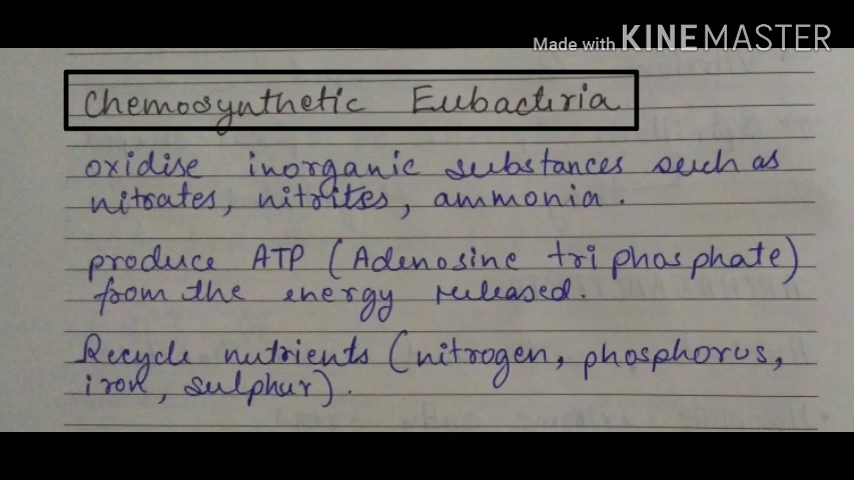 Made with KINEMASTER
Chemosynthetic Eubacteria
oxidise inorganic substances such as
nitrates, nitrites, ammonia.
produce ATP (Adenosine triphosphate)
from the energy released.
Recycle nutrients (nitrogen, phosphorus,
iron, sulphur).